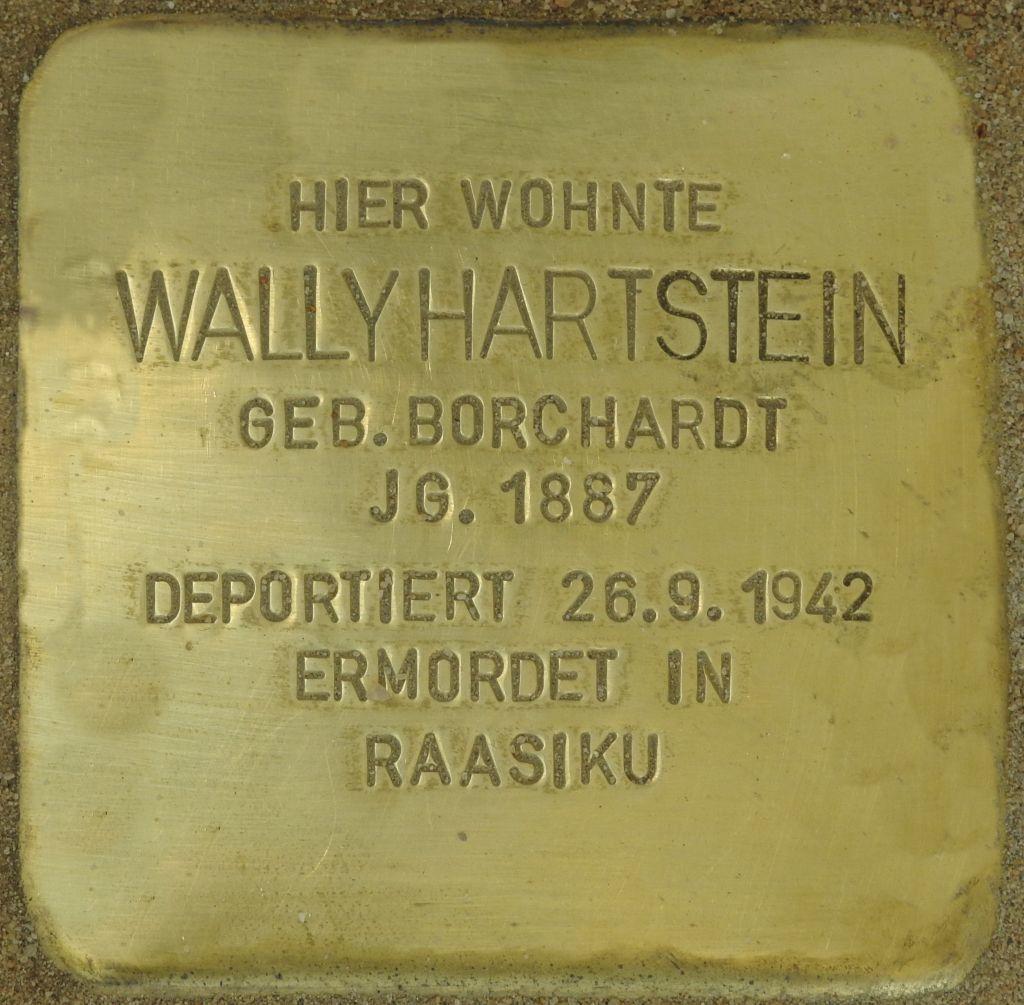 HIER WOHNTE
WALLY HARTSTEIN
GEB. BORCHARDT
JG. 1887
DEPORTIERT 26.9.1942
ERMORDET IN
RAASIKU